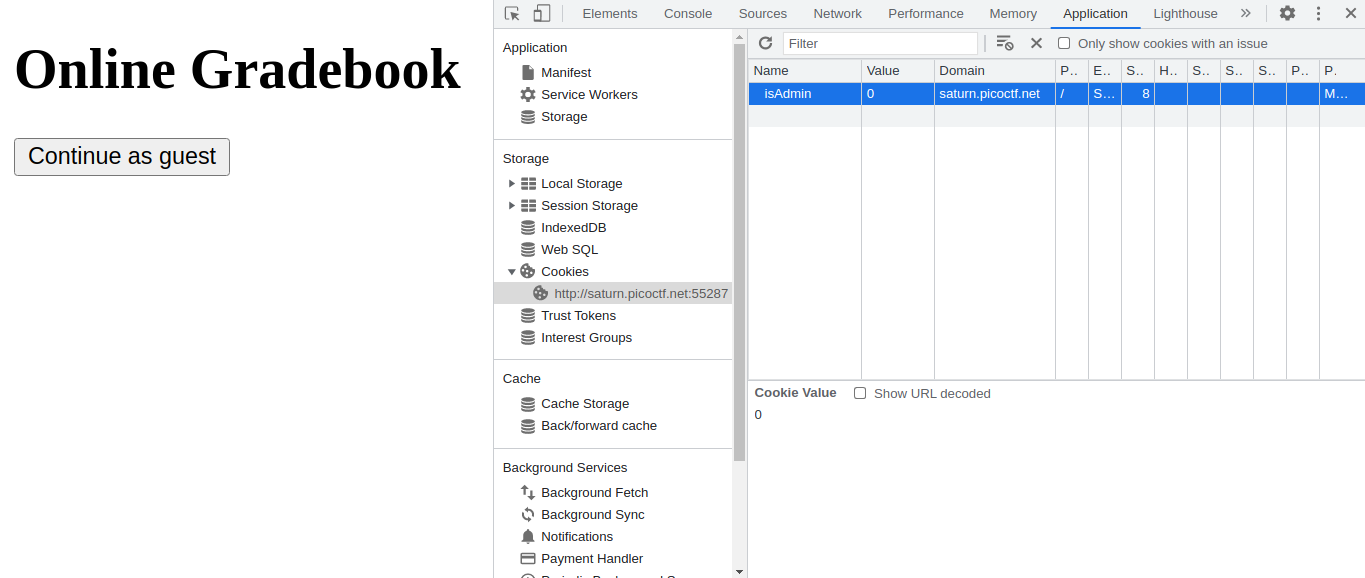 Online Gradebook
Continue as guest
Elements Console Sources Network Performance Memory Application Lighthouse »
Application
Manifest
Service Workers
Storage
Storage
Local Storage
Session Storage
IndexedDB
Web SQL
Cookies
http://saturn.picoctf.net:55287
Trust Tokens
Interest Groups
Cache
Cache Storage
Back/forward cache
Background Services
Background Fetch
Background Sync
Notifications
Payment Handler
Filter Only show cookies with an issue
Name Value Domain P.. E.. S.. H.. S.. S.. S.. P.. P.
isAdmin 0 saturn.picoctf.net / S... 8 M...
Cookie Value Show URL decoded
0